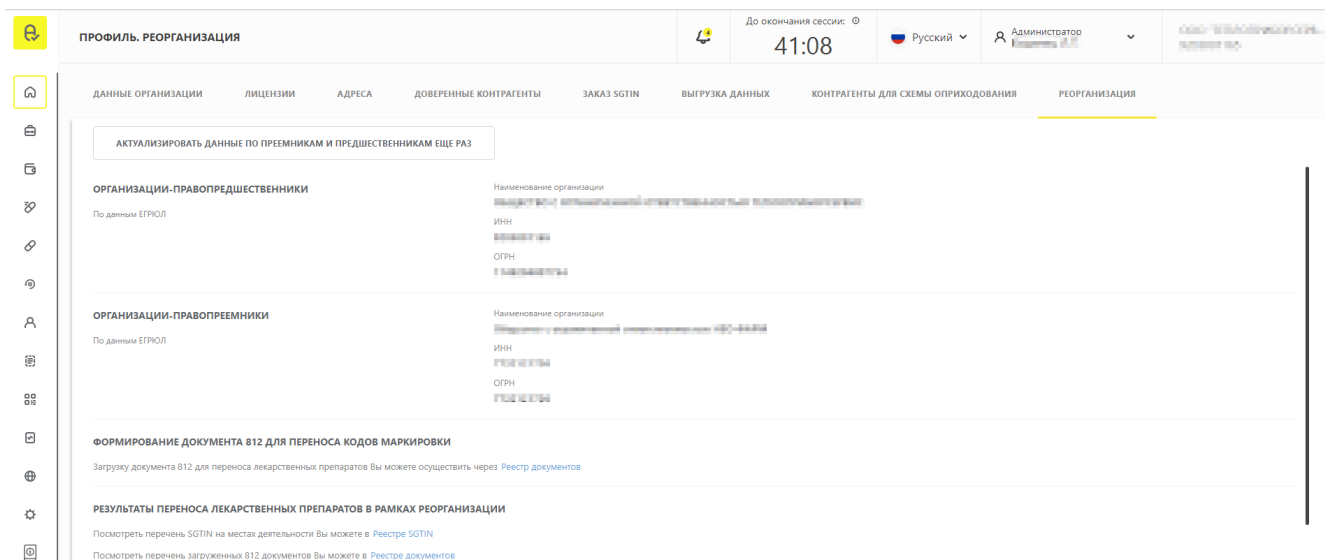 До окончания сессии:
ПРОФИЛЬ. РЕОРГАНИЗАЦИЯ
4
41:08
Русский
Администратор
ДАННЫЕ ОРГАНИЗАЦИИ ЛИЦЕНЗИИ АДРЕСА ДОВЕРЕННЫЕ КОНТРАГЕНТЫ ЗАКАЗ SGTIN ВЫГРУЗКА ДАННЫХ КОНТРАГЕНТЫ ДЛЯ СХЕМЫ ОПРИХОДОВАНИЯ РЕОРГАНИЗАЦИЯ
АКТУАЛИЗИРОВАТЬ ДАННЫЕ ПО ПРЕЕМНИКАМ И ПРЕДШЕСТВЕННИКАМ ЕЩЕ РАЗ
ОРГАНИЗАЦИИ-ПРАВОПРЕДШЕСТВЕННИКИ
По данным ЕГРЮЛ
Наименование организации
ИНН
ОГРН
ОРГАНИЗАЦИИ-ПРАВОПРЕЕМНИКИ
По данным ЕГРЮЛ
Наименование организации
ИНН
ОГРН
ФОРМИРОВАНИЕ ДОКУМЕНТА 812 ДЛЯ ПЕРЕНОСА КОДОВ МАРКИРОВКИ
Загрузку документа 812 для переноса лекарственных препаратов Вы можете осуществить через Реестр документов
РЕЗУЛЬТАТЫ ПЕРЕНОСА ЛЕКАРСТВЕННЫХ ПРЕПАРАТОВ В РАМКАХ РЕОРГАНИЗАЦИИ
Посмотреть перечень SGTIN на местах деятельности Вы можете в Реестре SGTIN
Посмотреть перечень загруженных 812 документов Вы можете в Реестре документов